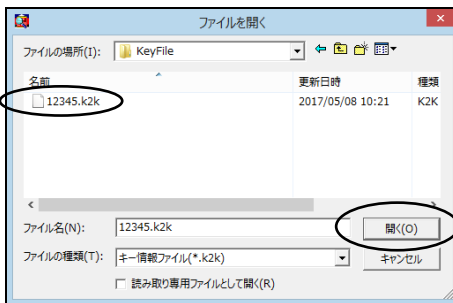 ファイルを開く
ファイルの場所(I): KeyFile
名前 更新日時 種類
12345.k2k 2017/05/08 10:21 K2K
ファイル名(N): 12345.k2k 開く(O)
ファイルの種類(T): キー情報ファイル(*.k2k) キャンセル
読み取り専用ファイルとして開く(R)